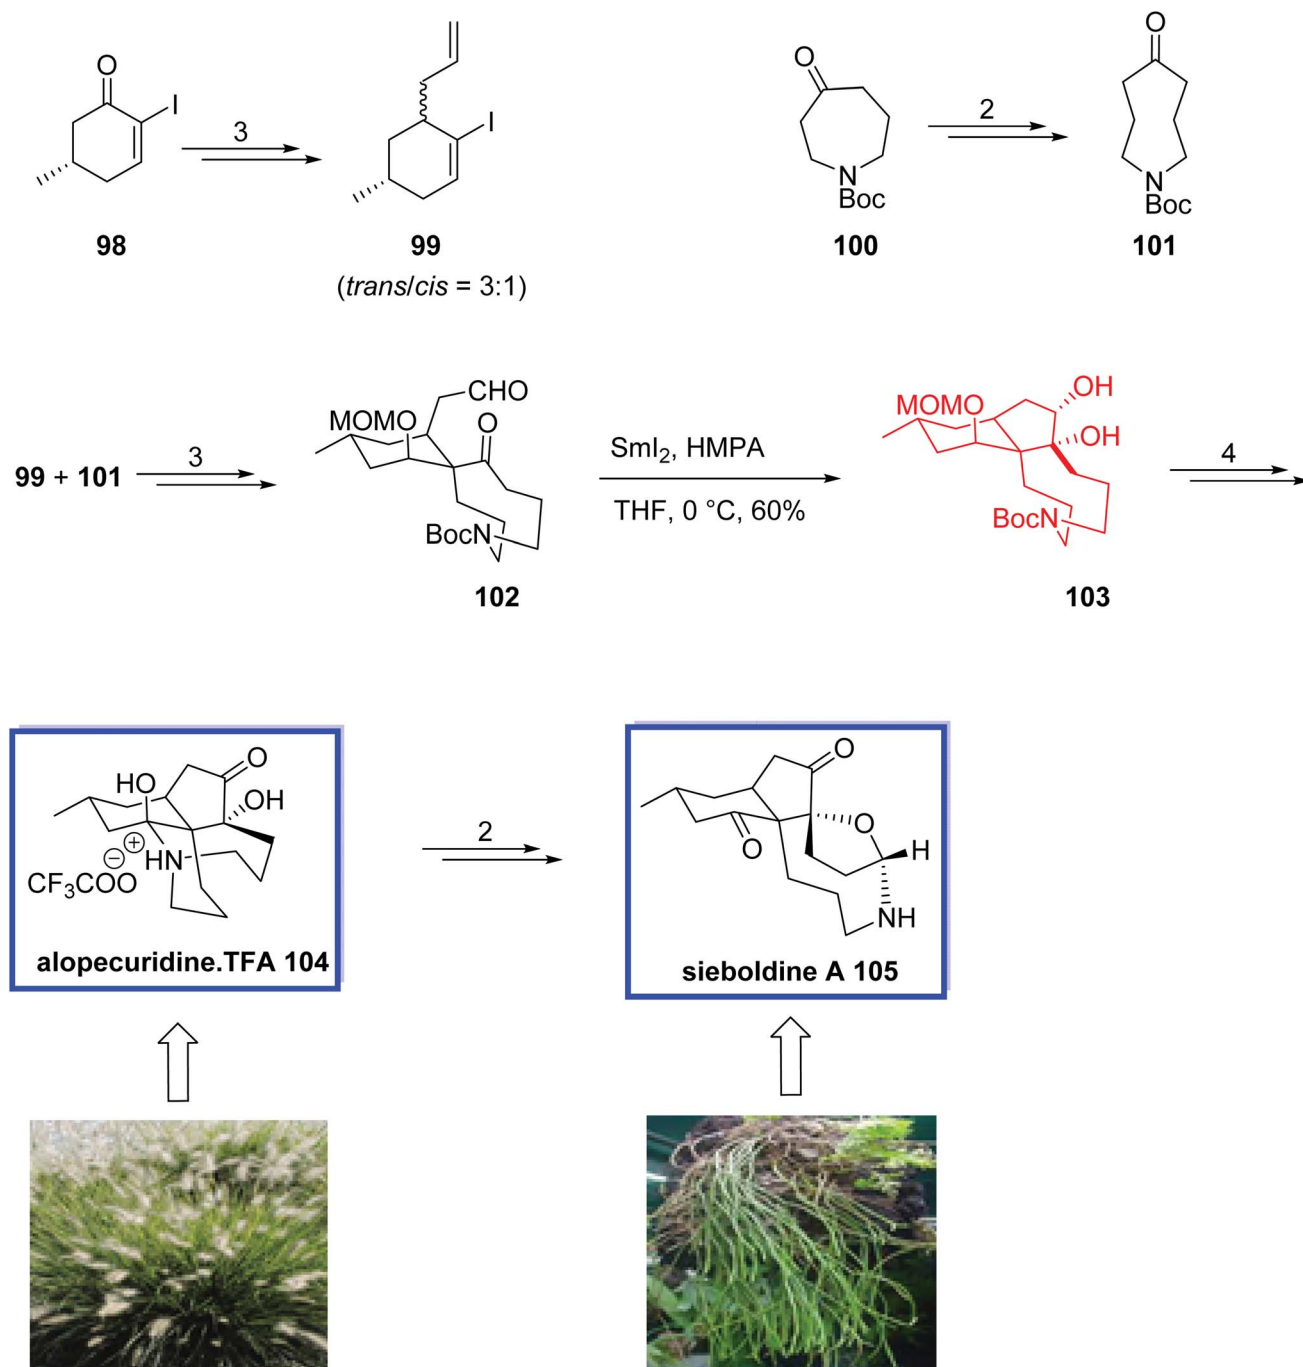 O
I
3
98
I
99
(trans/cis = 3:1)
O
N
Boc
100
2
O
N
Boc
101
99 + 101
3
MOMO
CHO
O
BocN
102
SmI₂, HMPA
THF, 0 °C, 60%
MOMO
OH
OH
BocN
103
4
HO
O
OH
⊖ ⊕
HN
CF₃COO
alopecuridine.TFA 104
2
O
O
O
H
NH
sieboldine A 105